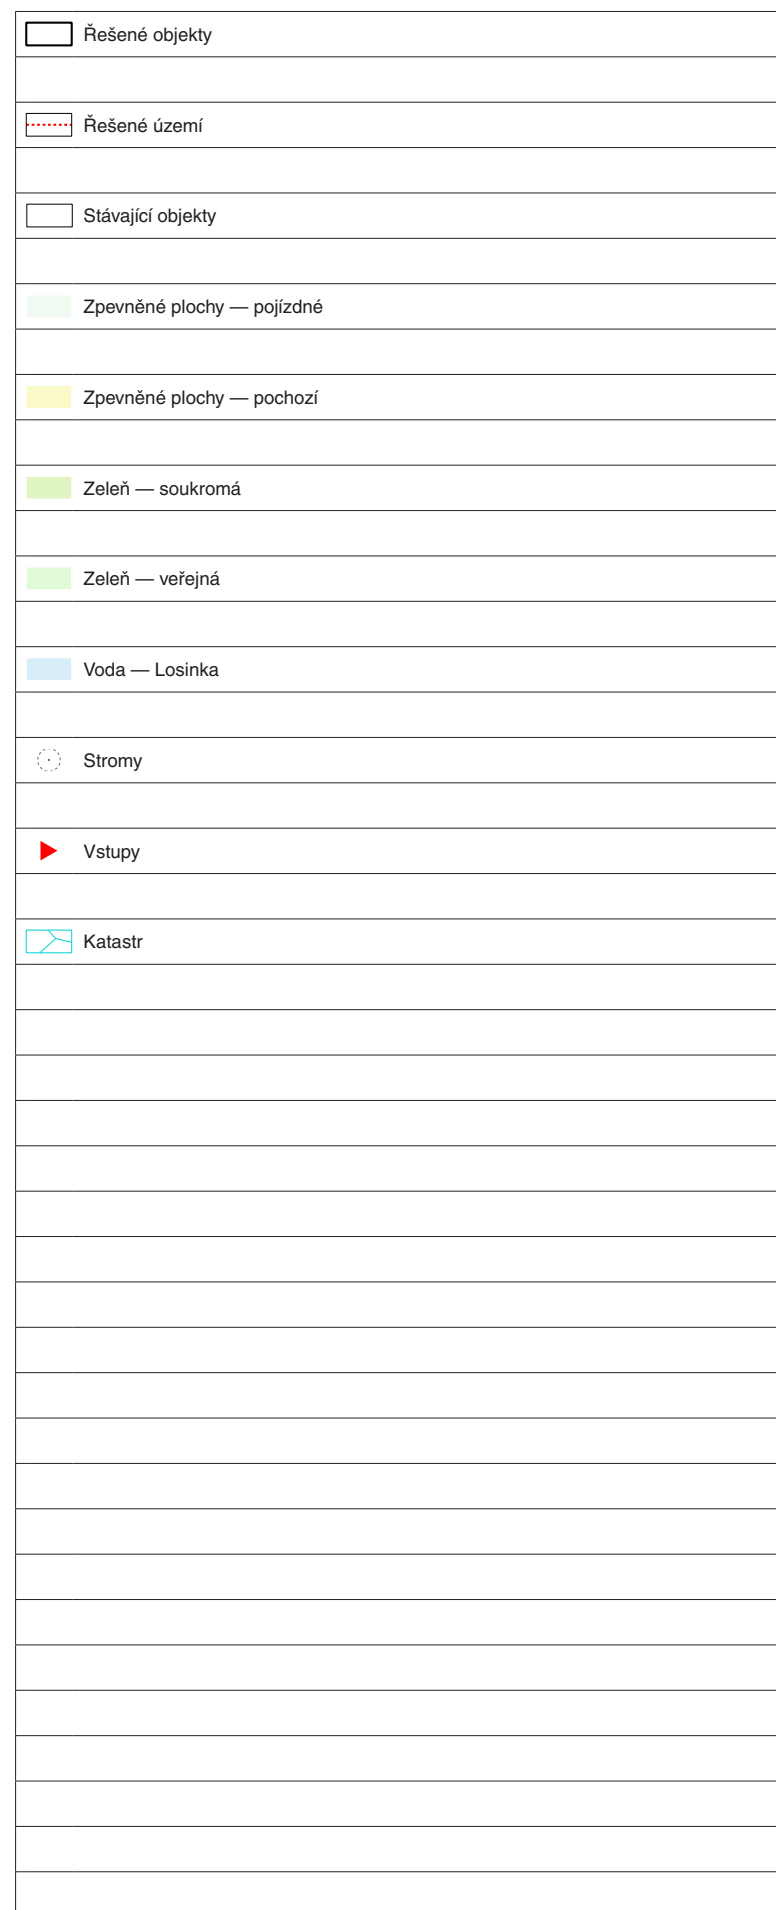 Řešené objekty
Řešené území
Stávající objekty
Zpevněné plochy — pojízdné
Zpevněné plochy — pochozí
Zeleň — soukromá
Zeleň — veřejná
Voda — Losinka
Stromy
Vstupy
Katastr